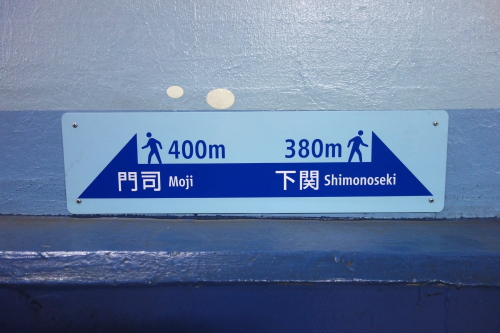 400m 380m
門司 Moji 下関 Shimonoseki